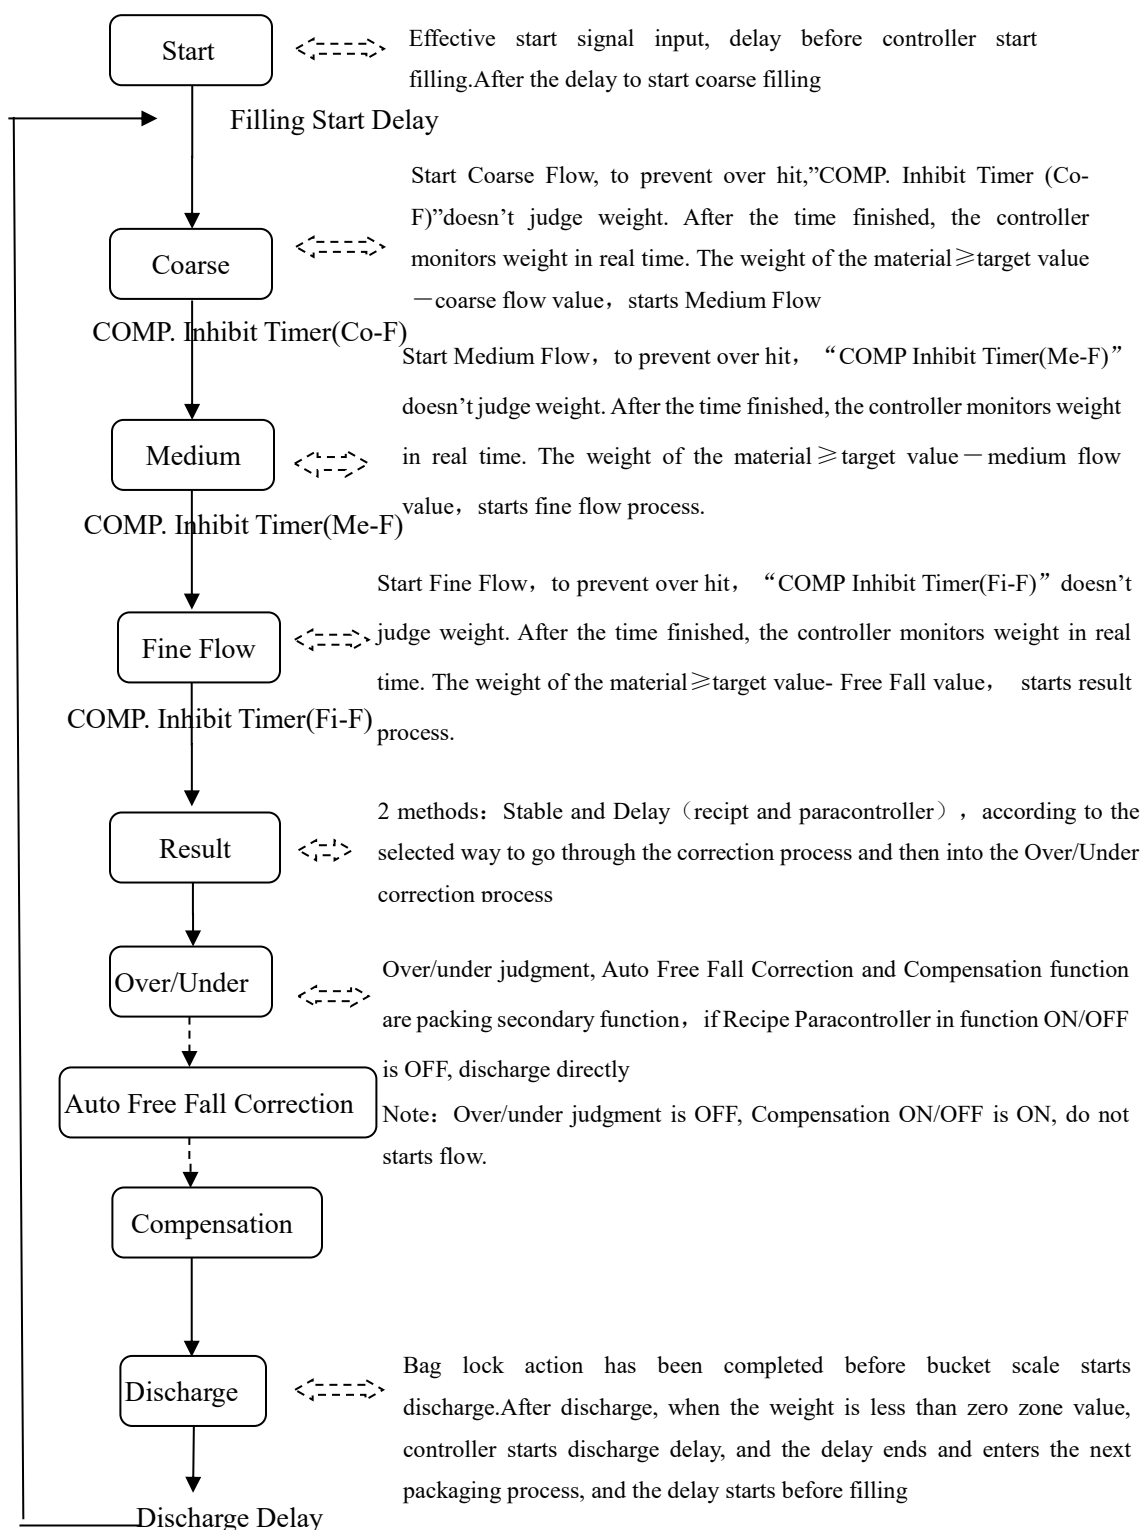 Start
Effective start signal input, delay before controller start
filling.After the delay to start coarse filling
Filling Start Delay
Start Coarse Flow, to prevent over hit,”COMP. Inhibit Timer (Co-
F)”doesn’t judge weight. After the time finished, the controller
monitors weight in real time. The weight of the material≥target value
－coarse flow value，starts Medium Flow
Coarse
COMP. Inhibit Timer(Co-F)
Start Medium Flow，to prevent over hit，“COMP Inhibit Timer(Me-F)”
doesn’t judge weight. After the time finished, the controller monitors weight
in real time. The weight of the material≥target value－medium flow
value，starts fine flow process.
Medium
COMP. Inhibit Timer(Me-F)
Start Fine Flow，to prevent over hit，“COMP Inhibit Timer(Fi-F)”doesn’t
judge weight. After the time finished, the controller monitors weight in real
time. The weight of the material≥target value- Free Fall value， starts result
process.
Fine Flow
COMP. Inhibit Timer(Fi-F)
2 methods：Stable and Delay（recipt and paracontroller），according to the
selected way to go through the correction process and then into the Over/Under
correction process
Result
Over/Under
Over/under judgment, Auto Free Fall Correction and Compensation function
are packing secondary function，if Recipe Paracontroller in function ON/OFF
is OFF, discharge directly
Note：Over/under judgment is OFF, Compensation ON/OFF is ON, do not
starts flow.
Auto Free Fall Correction
Compensation
Discharge
Bag lock action has been completed before bucket scale starts
discharge.After discharge, when the weight is less than zero zone value,
controller starts discharge delay, and the delay ends and enters the next
packaging process, and the delay starts before filling
Discharge Delay